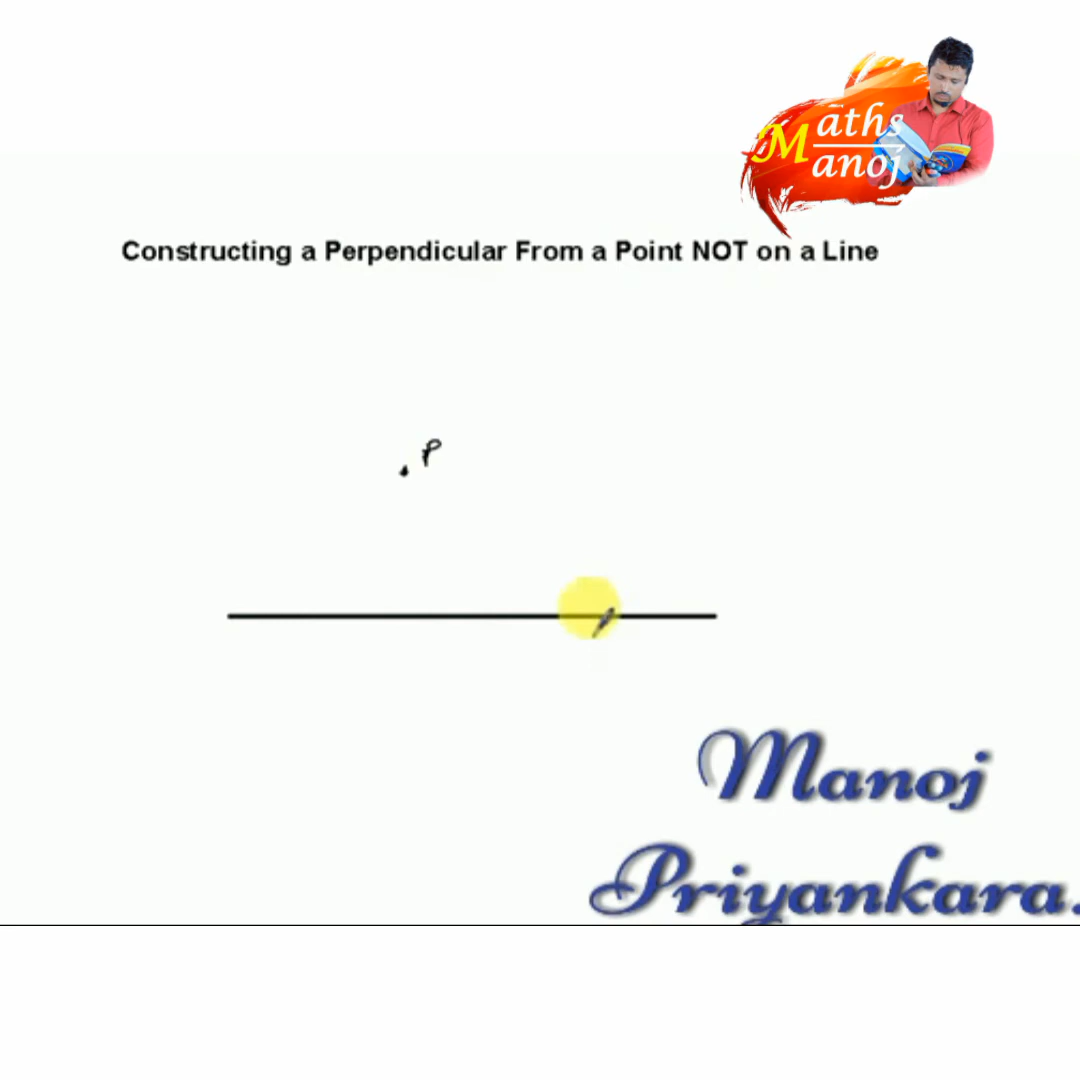 Maths
Manoj
Constructing a Perpendicular From a Point NOT on a Line
P
Manoj
Priyankara.